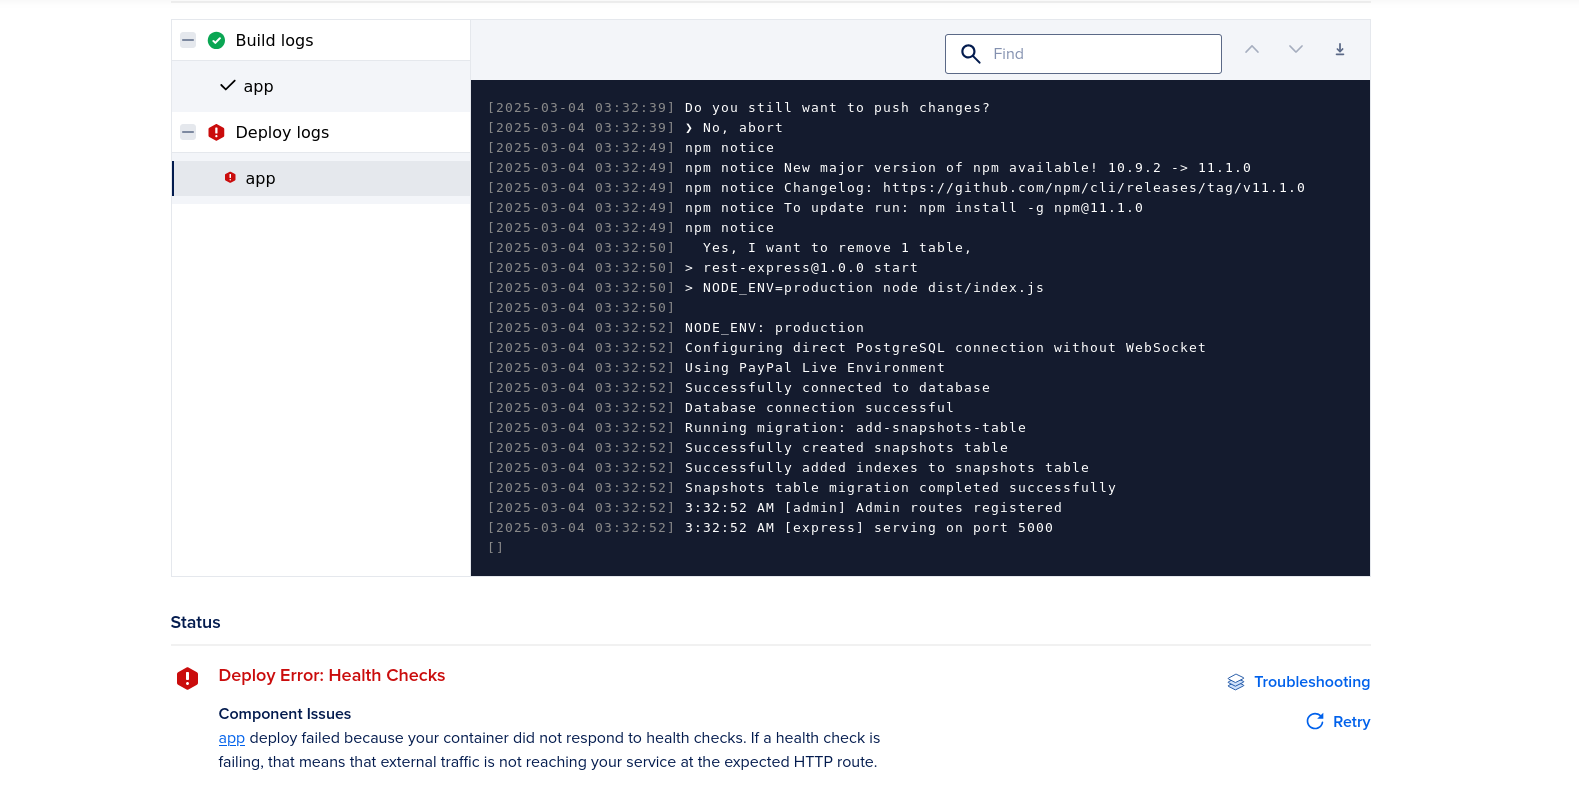 Build logs
app
Deploy logs
app
Find
[2025-03-04 03:32:39] Do you still want to push changes?
[2025-03-04 03:32:39] ❯ No, abort
[2025-03-04 03:32:49] npm notice
[2025-03-04 03:32:49] npm notice New major version of npm available! 10.9.2 -> 11.1.0
[2025-03-04 03:32:49] npm notice Changelog: https://github.com/npm/cli/releases/tag/v11.1.0
[2025-03-04 03:32:49] npm notice To update run: npm install -g npm@11.1.0
[2025-03-04 03:32:49] npm notice
[2025-03-04 03:32:50]   Yes, I want to remove 1 table,
[2025-03-04 03:32:50] > rest-express@1.0.0 start
[2025-03-04 03:32:50] > NODE_ENV=production node dist/index.js
[2025-03-04 03:32:50]
[2025-03-04 03:32:52] NODE_ENV: production
[2025-03-04 03:32:52] Configuring direct PostgreSQL connection without WebSocket
[2025-03-04 03:32:52] Using PayPal Live Environment
[2025-03-04 03:32:52] Successfully connected to database
[2025-03-04 03:32:52] Database connection successful
[2025-03-04 03:32:52] Running migration: add-snapshots-table
[2025-03-04 03:32:52] Successfully created snapshots table
[2025-03-04 03:32:52] Successfully added indexes to snapshots table
[2025-03-04 03:32:52] Snapshots table migration completed successfully
[2025-03-04 03:32:52] 3:32:52 AM [admin] Admin routes registered
[2025-03-04 03:32:52] 3:32:52 AM [express] serving on port 5000
[]
Status
Deploy Error: Health Checks
Troubleshooting
Component Issues
Retry
app deploy failed because your container did not respond to health checks. If a health check is
failing, that means that external traffic is not reaching your service at the expected HTTP route.